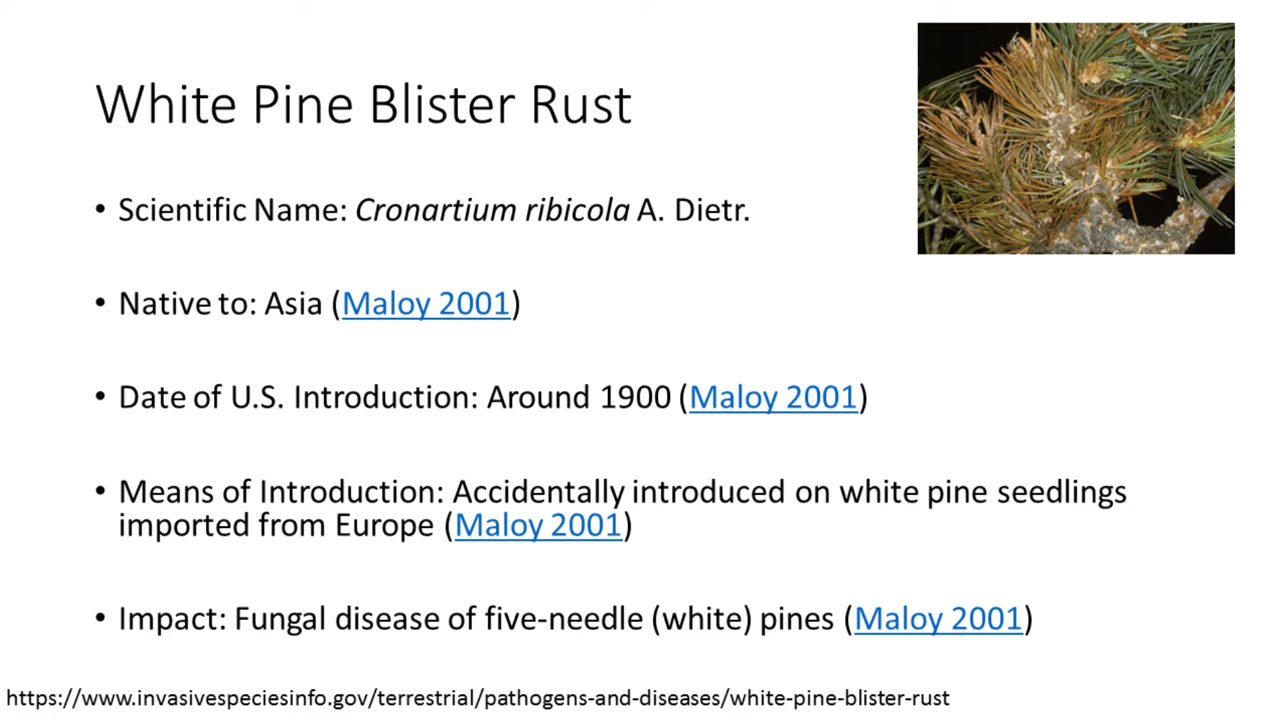 White Pine Blister Rust
• Scientific Name: Cronartium ribicola A. Dietr.
• Native to: Asia (Maloy 2001)
• Date of U.S. Introduction: Around 1900 (Maloy 2001)
• Means of Introduction: Accidentally introduced on white pine seedlings
imported from Europe (Maloy 2001)
• Impact: Fungal disease of five-needle (white) pines (Maloy 2001)
https://www.invasivespeciesinfo.gov/terrestrial/pathogens-and-diseases/white-pine-blister-rust